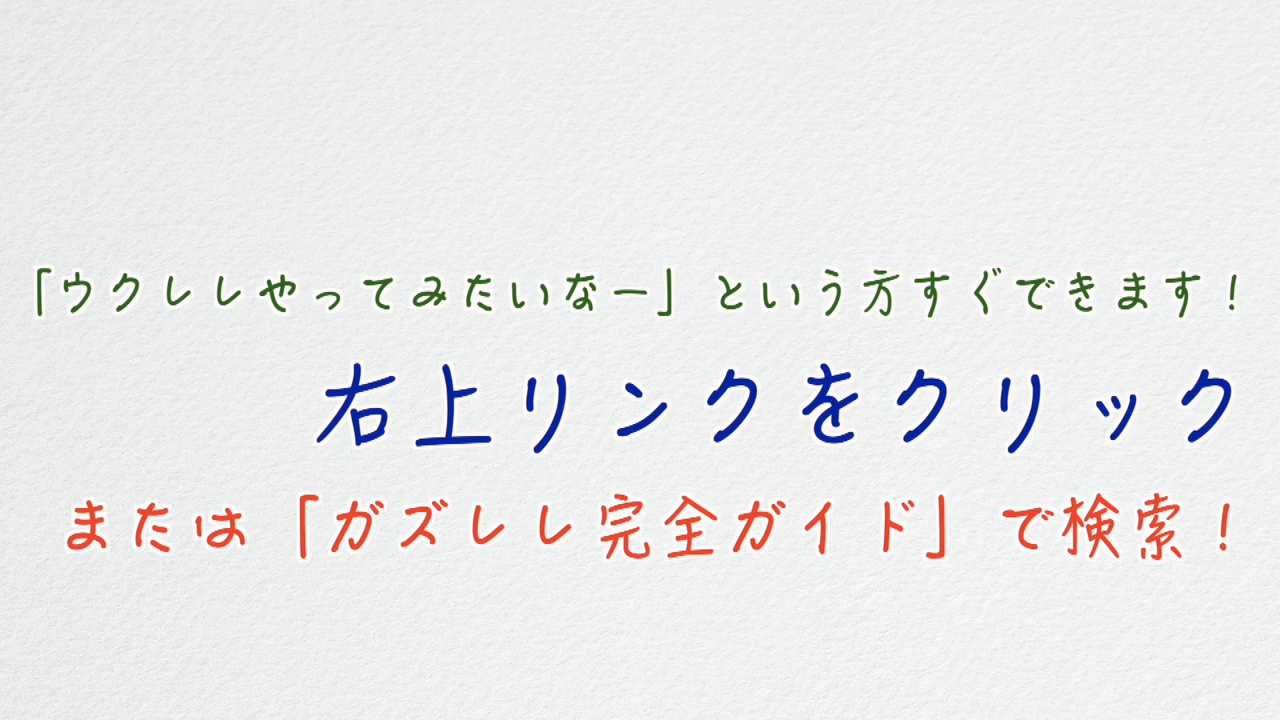 「ウクレレやってみたいなー」という方すぐできます！
右上リンクをクリック
または「ガズレレ完全ガイド」で検索！